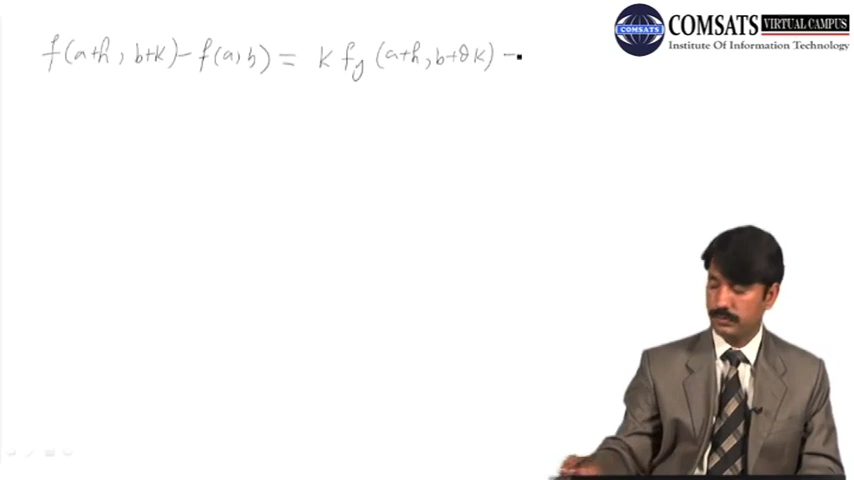 f(a+h, b+k) - f(a, b) = k f_y (a+h, b+θk) -
COMSATS VIRTUAL CAMPUS
Institute Of Information Technology